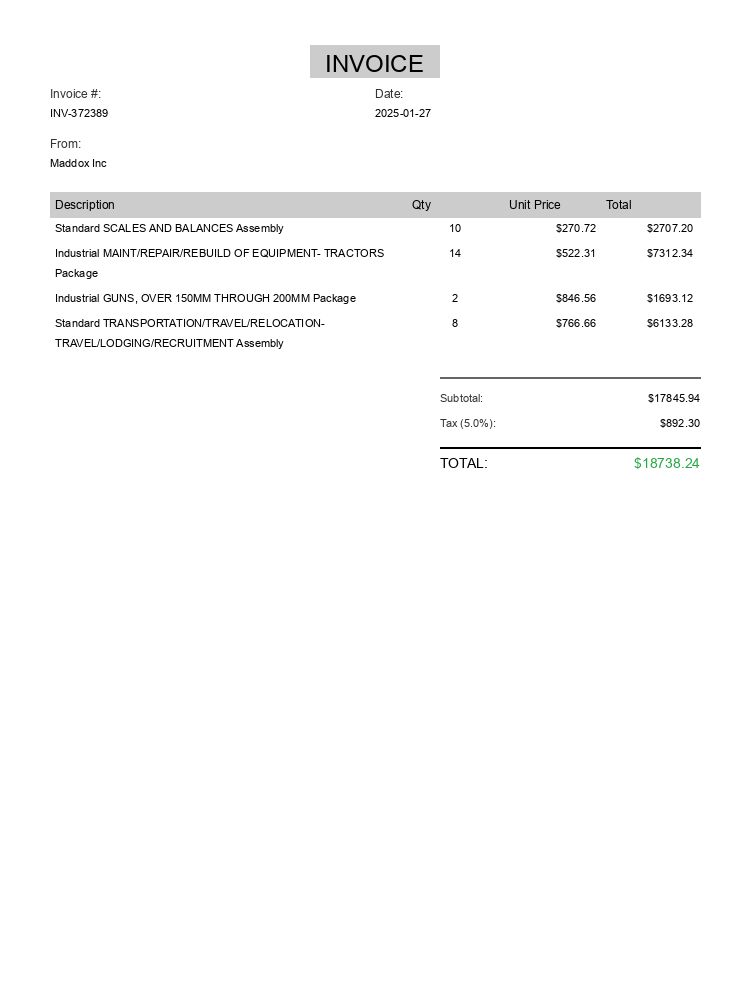 INVOICE
Invoice #: Date:
INV-372389 2025-01-27
From:
Maddox Inc
Description Qty Unit Price Total
Standard SCALES AND BALANCES Assembly 10 $270.72 $2707.20
Industrial MAINT/REPAIR/REBUILD OF EQUIPMENT- TRACTORS 14 $522.31 $7312.34
Package
Industrial GUNS, OVER 150MM THROUGH 200MM Package 2 $846.56 $1693.12
Standard TRANSPORTATION/TRAVEL/RELOCATION- 8 $766.66 $6133.28
TRAVEL/LODGING/RECRUITMENT Assembly
Subtotal: $17845.94
Tax (5.0%): $892.30
TOTAL: $18738.24